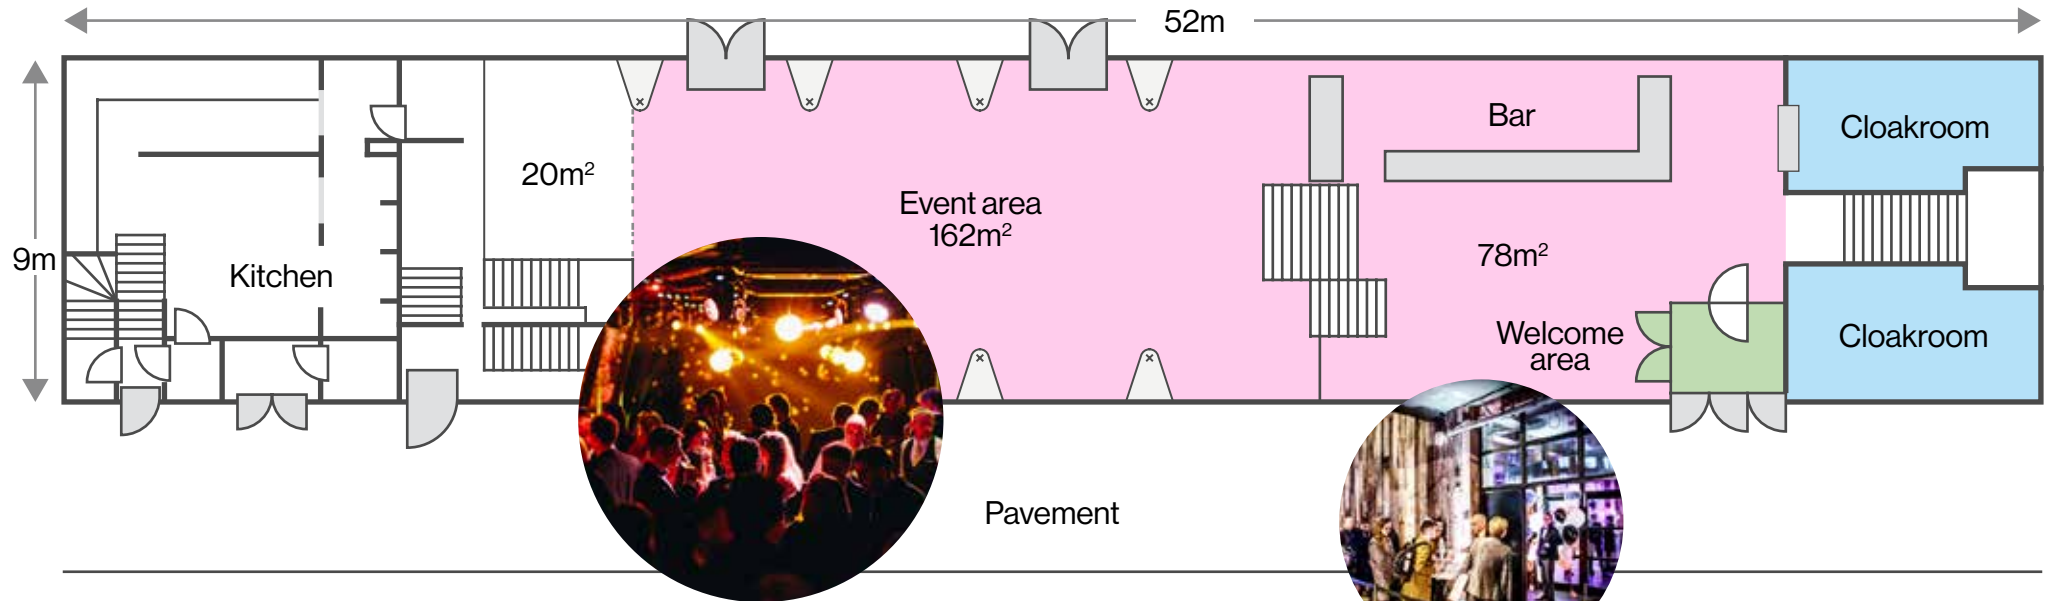 52m
9m
Kitchen
20m²
Event area
162m²
Bar
78m²
Welcome
area
Cloakroom
Cloakroom
Pavement